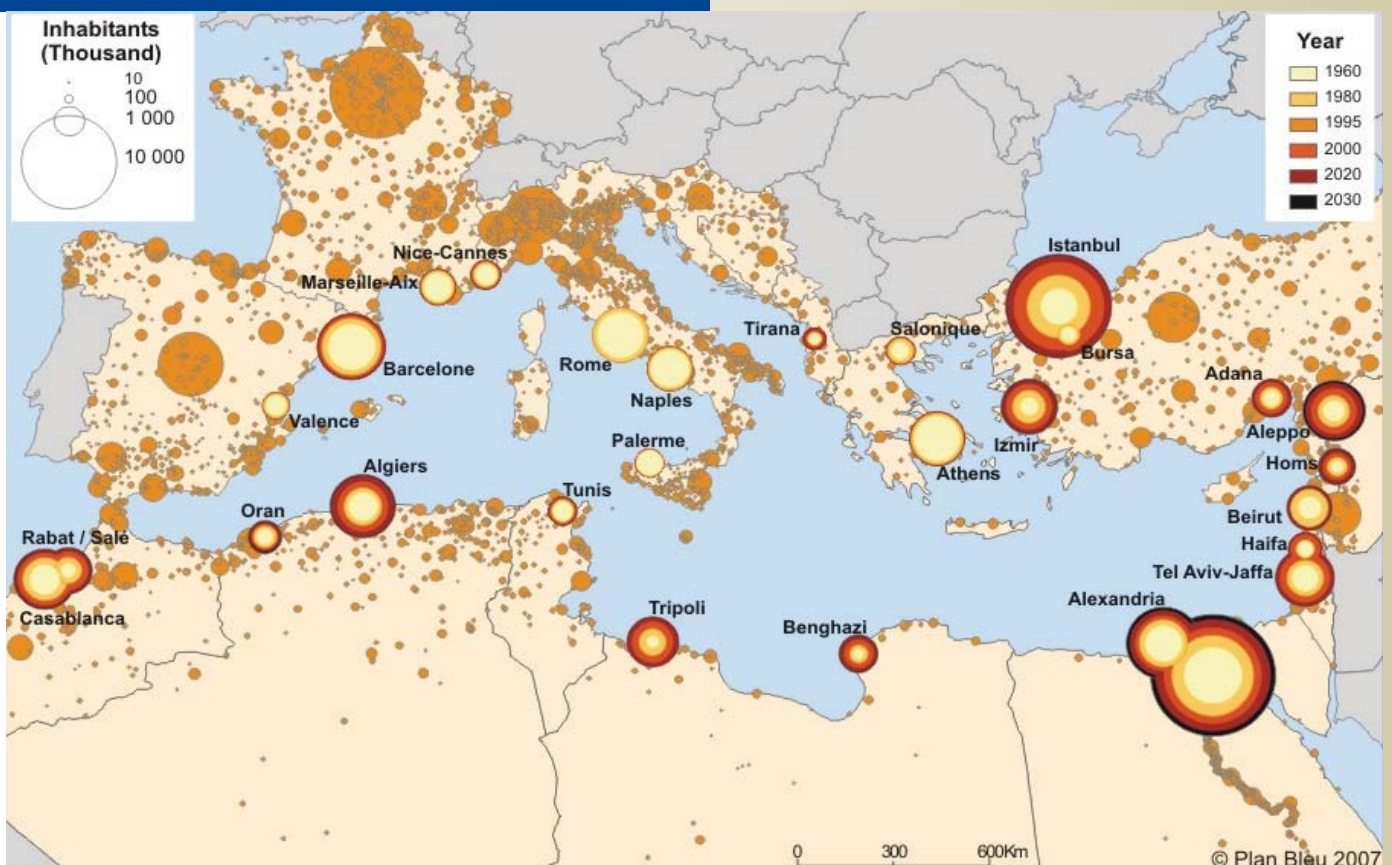 Inhabitants
(Thousand)
10
100
1 000
10 000
Year
1960
1980
1995
2000
2020
2030
Istanbul
Nice-Cannes
Marseille-Aix
Tirana
Salonique
Bursa
Barcelone
Rome
Adana
Naples
Valence
Aleppo
Palerme
Izmir
Athens
Homs
Algiers
Tunis
Oran
Beirut
Rabat / Salé
Haifa
Tel Aviv-Jaffa
Casablanca
Alexandria
Tripoli
Benghazi
0 300 600Km
© Plan Bleu 2007